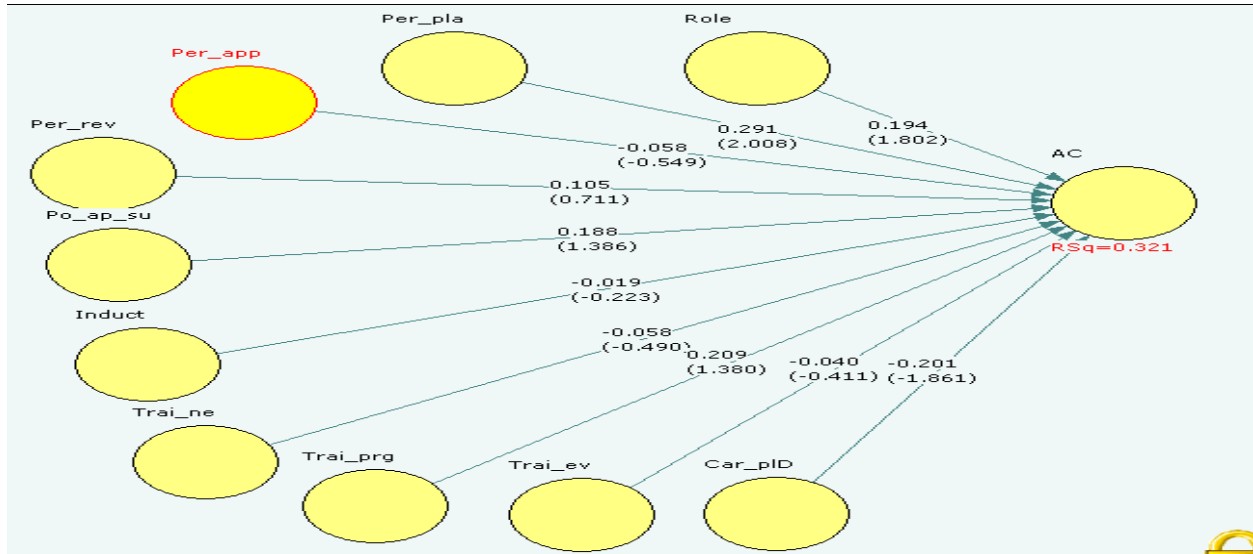 Per_pla
Role
Per_app
0.291
(2.008)
0.194
(1.802)
Per_rev
-0.058
(-0.549)
AC
0.105
(0.711)
Po_ap_su
0.188
(1.386)
RSq=0.321
-0.019
(-0.223)
Induct
-0.058
(-0.490)
0.209
(1.380)
-0.040
(-0.411)
-0.201
(-1.861)
Trai_ne
Trai_prg
Trai_ev
Car_plD